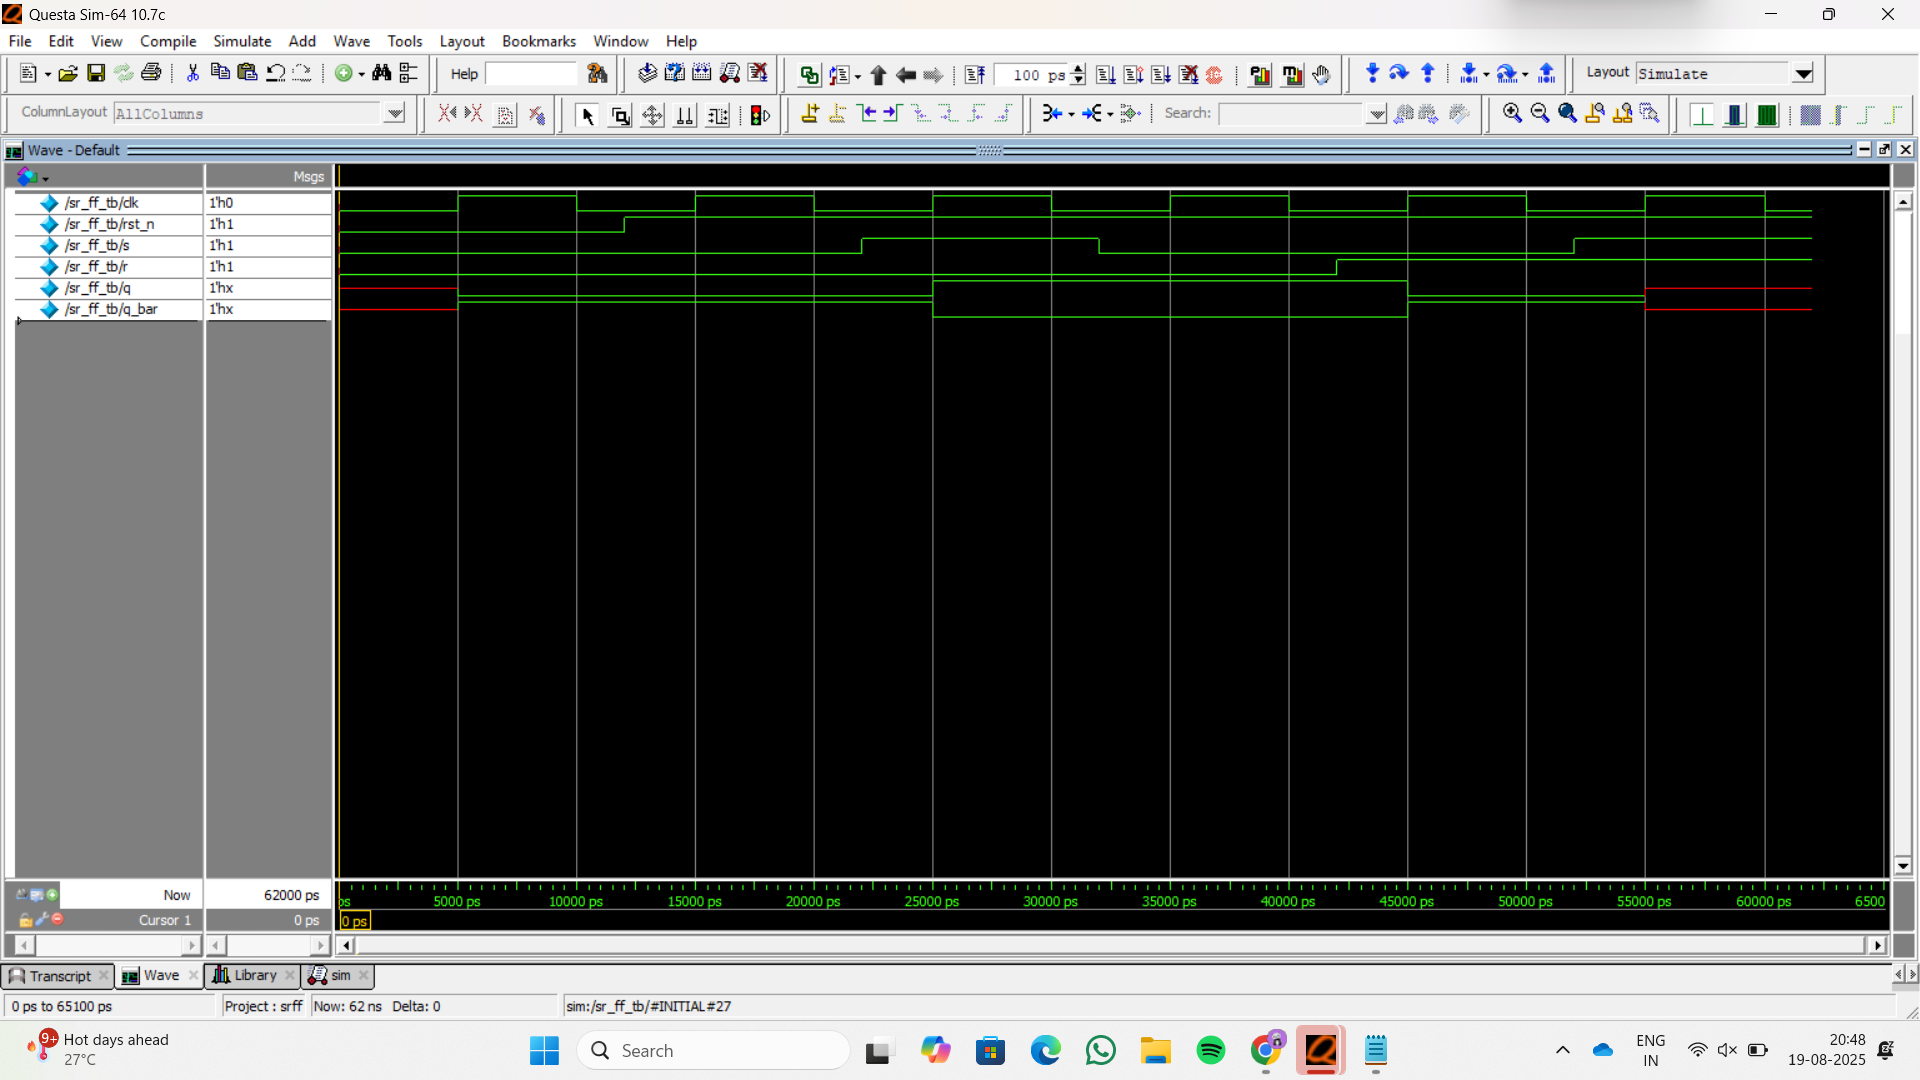 Questa Sim-64 10.7c
File Edit View Compile Simulate Add Wave Tools Layout Bookmarks Window Help
Help 100 ps Layout Simulate
ColumnLayout AllColumns Search:
Wave - Default
Msgs
/sr_ff_tb/clk 1'h0
/sr_ff_tb/rst_n 1'h1
/sr_ff_tb/s 1'h1
/sr_ff_tb/r 1'h1
/sr_ff_tb/q 1'hx
/sr_ff_tb/q_bar 1'hx
Now 62000 ps ps 5000 ps 10000 ps 15000 ps 20000 ps 25000 ps 30000 ps 35000 ps 40000 ps 45000 ps 50000 ps 55000 ps 60000 ps 6500
Cursor 1 0 ps 0 ps
Transcript Wave Library sim
0 ps to 65100 ps Project : srff Now: 62 ns Delta: 0 sim:/sr_ff_tb/#INITIAL#27
9+ Hot days ahead
27°C
Search
ENG
IN
20:48
19-08-2025